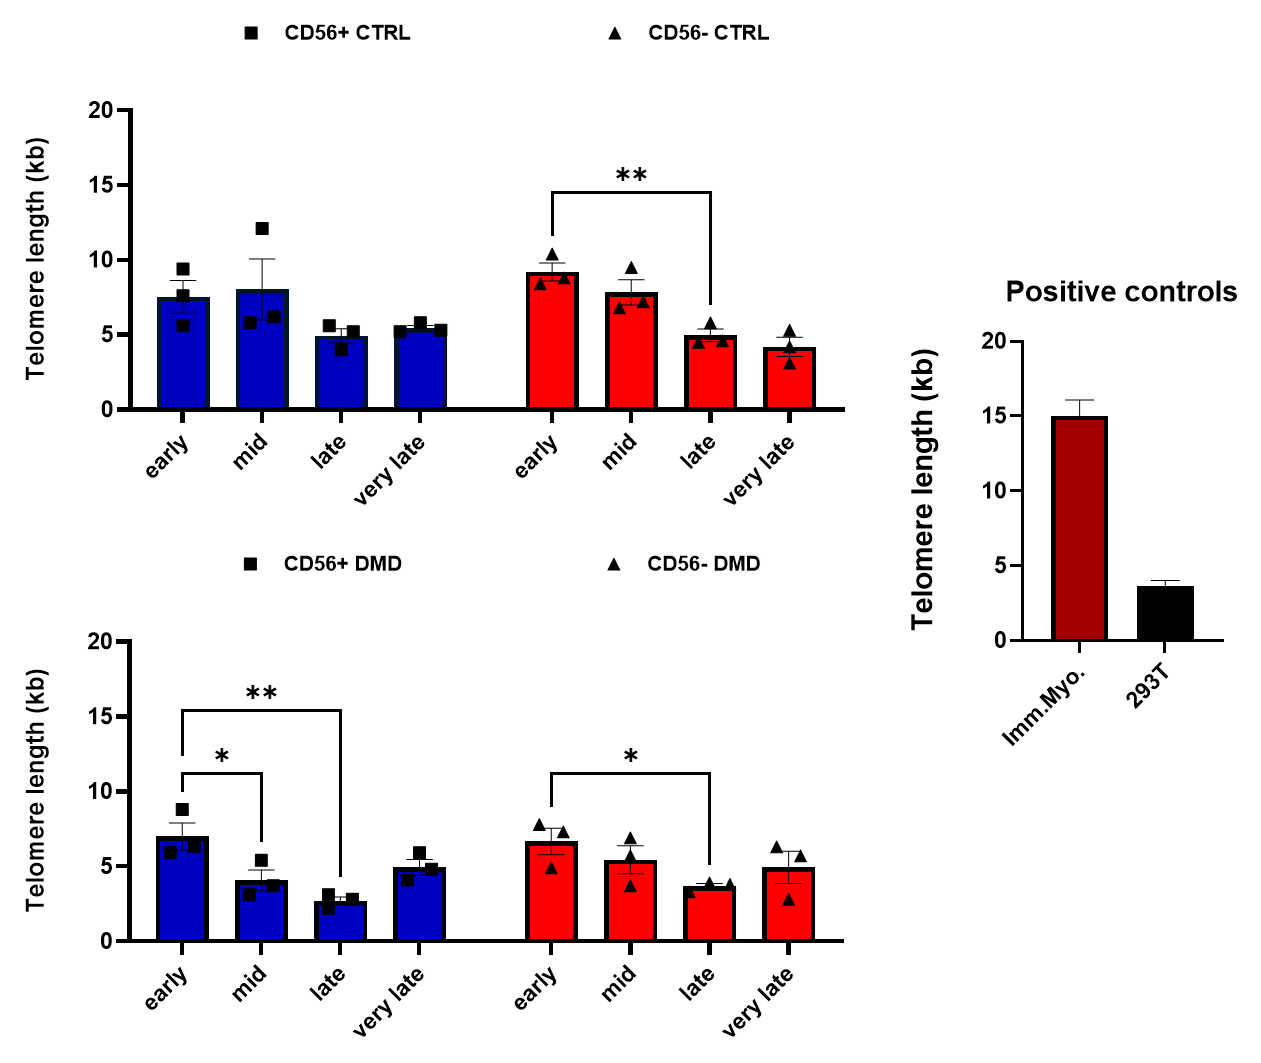 CD56+ CTRL
CD56- CTRL
Telomere length (kb)
20
15
10
5
0
**
early
mid
late
very late
early
mid
late
very late
CD56+ DMD
CD56- DMD
Telomere length (kb)
20
15
10
5
0
**
*
*
early
mid
late
very late
early
mid
late
very late
Positive controls
Telomere length (kb)
20
15
10
5
0
Imm.Myo.
293T